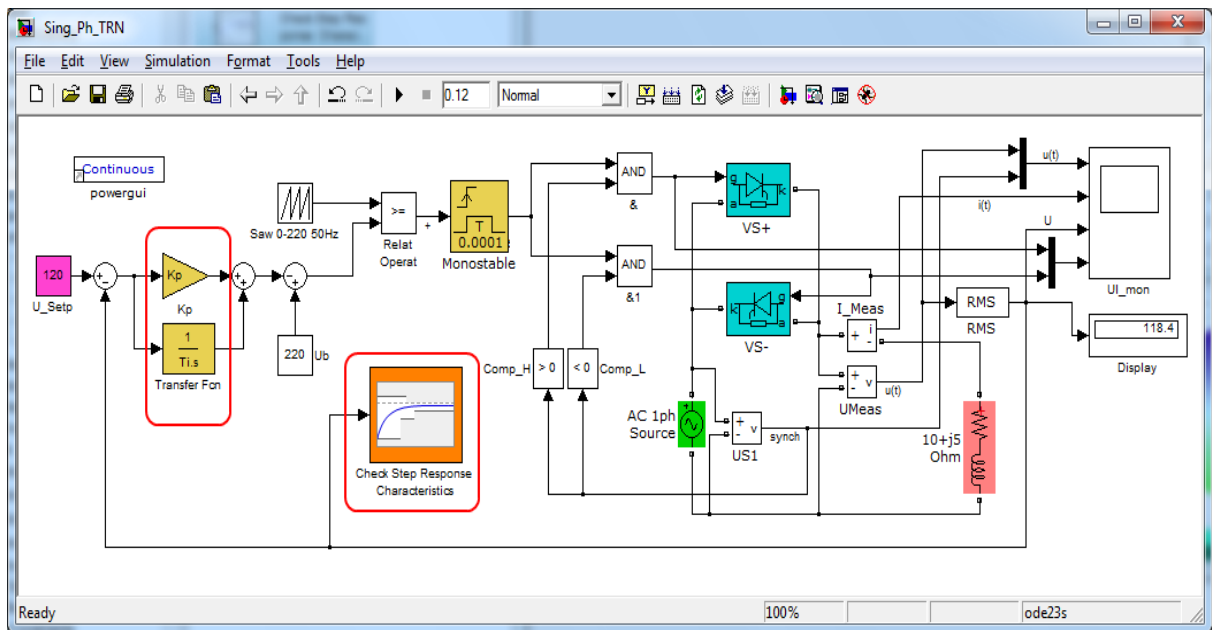 Sing_Ph_TRN
File Edit View Simulation Format Tools Help
0.12 Normal
Continuous
powergui
Saw 0-220 50Hz
>=
Relat
Operat
+
T
0.0001
Monostable
AND
&
AND
&1
g
a
k
VS+
k
g
a
VS-
u(t)
i(t)
U
UI_mon
120
U_Setp
+
-
Kp
Kp
1
Ti.s
Transfer Fcn
+
+
-
+
220
Ub
Check Step Response
Characteristics
Comp_H
> 0
< 0
Comp_L
I_Meas
+
i
-
+
-
v
u(t)
UMeas
RMS
RMS
118.4
Display
AC 1ph
Source
+
+
-
v
synch
US1
10+j5
Ohm
Ready
100%
ode23s